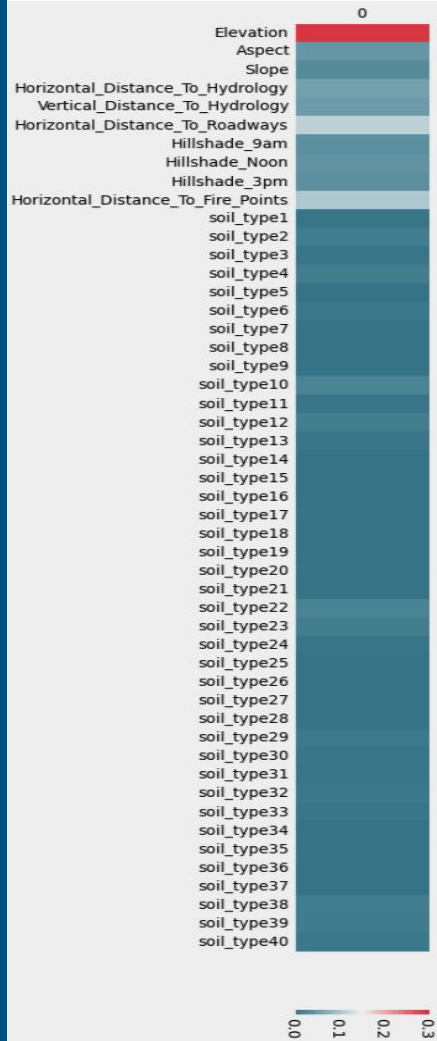 0
Elevation
Aspect
Slope
Horizontal_Distance_To_Hydrology
Vertical_Distance_To_Hydrology
Horizontal_Distance_To_Roadways
Hillshade_9am
Hillshade_Noon
Hillshade_3pm
Horizontal_Distance_To_Fire_Points
soil_type1
soil_type2
soil_type3
soil_type4
soil_type5
soil_type6
soil_type7
soil_type8
soil_type9
soil_type10
soil_type11
soil_type12
soil_type13
soil_type14
soil_type15
soil_type16
soil_type17
soil_type18
soil_type19
soil_type20
soil_type21
soil_type22
soil_type23
soil_type24
soil_type25
soil_type26
soil_type27
soil_type28
soil_type29
soil_type30
soil_type31
soil_type32
soil_type33
soil_type34
soil_type35
soil_type36
soil_type37
soil_type38
soil_type39
soil_type40
0.0 0.1 0.2 0.3